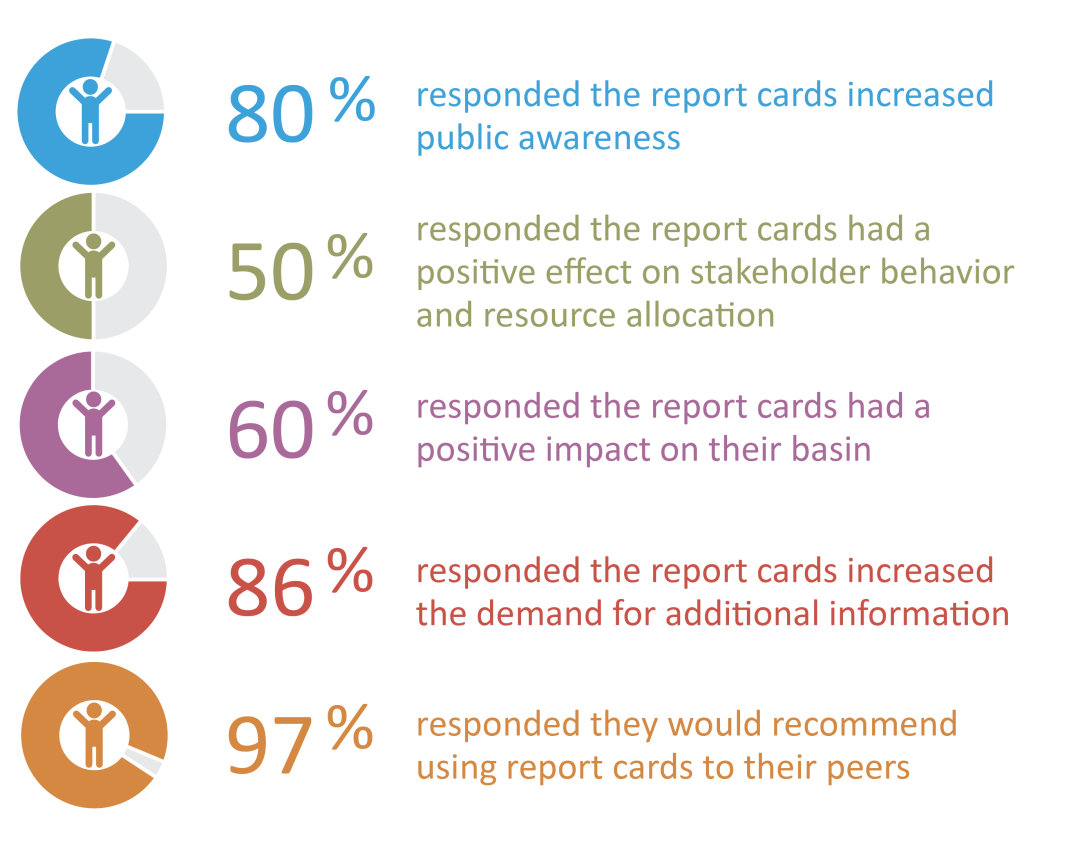 80% responded the report cards increased
public awareness
50% responded the report cards had a
positive effect on stakeholder behavior
and resource allocation
60% responded the report cards had a
positive impact on their basin
86% responded the report cards increased
the demand for additional information
97% responded they would recommend
using report cards to their peers